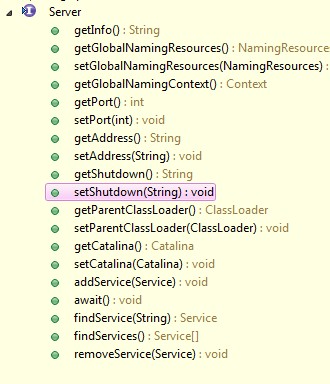 Server
getInfo() : String
getGlobalNamingResources() : NamingResource
setGlobalNamingResources(NamingResources) :
getGlobalNamingContext() : Context
getPort() : int
setPort(int) : void
getAddress() : String
setAddress(String) : void
getShutdown() : String
setShutdown(String) : void
getParentClassLoader() : ClassLoader
setParentClassLoader(ClassLoader) : void
getCatalina() : Catalina
setCatalina(Catalina) : void
addService(Service) : void
await() : void
findService(String) : Service
findServices() : Service[]
removeService(Service) : void